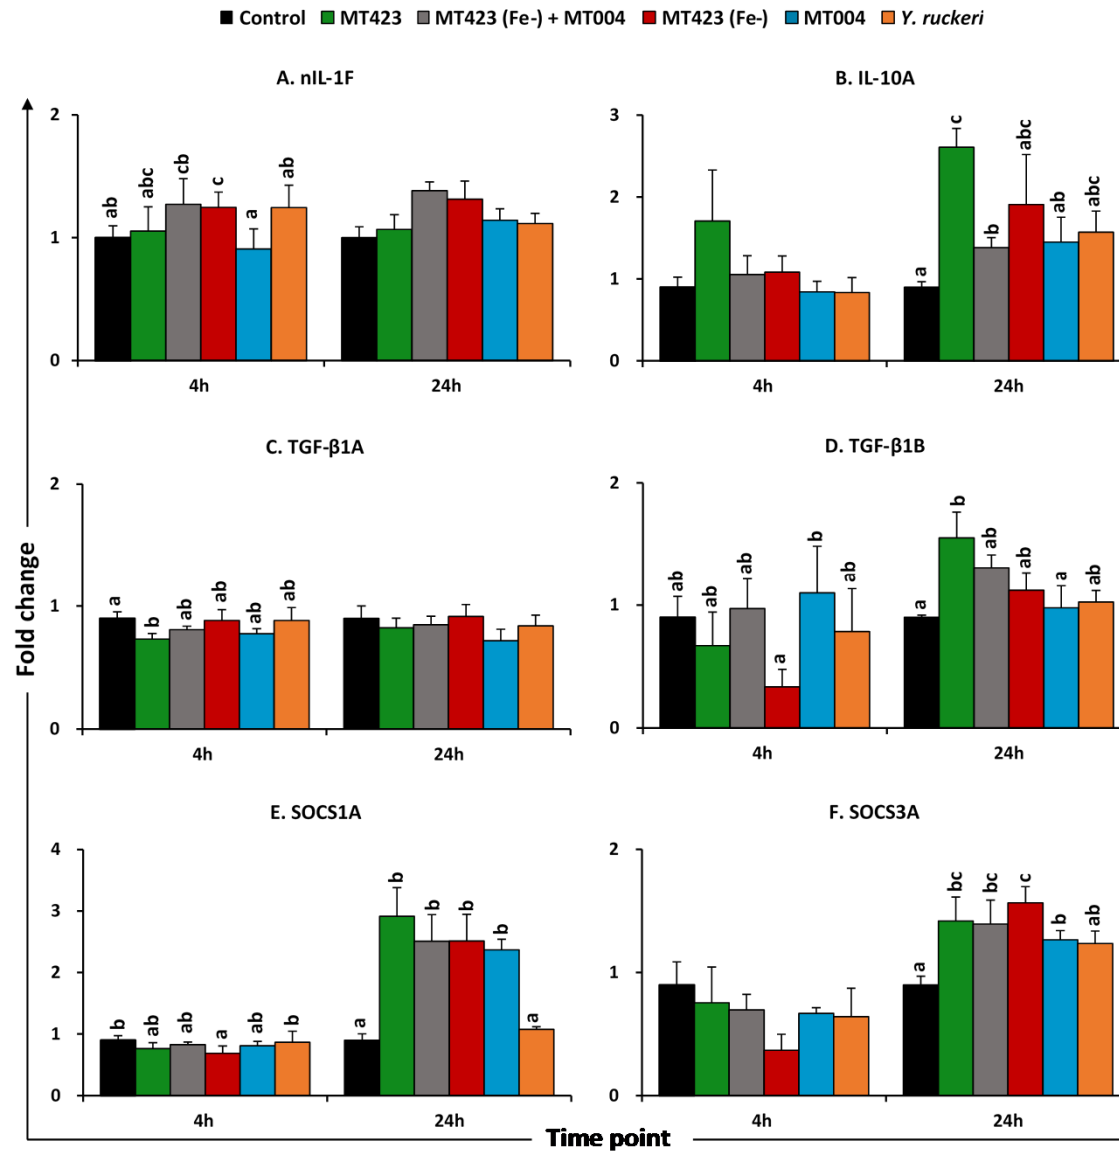 Control MT423 MT423 (Fe-) + MT004 MT423 (Fe-) MT004 Y. ruckeri
A. nIL-1F
2
1
0
ab abc cb c a ab
4h 24h
B. IL-10A
3
2
1
0
c abc
a b ab abc
4h 24h
C. TGF-β1A
2
1
0
a b ab ab ab ab
4h 24h
D. TGF-β1B
2
1
0
ab ab ab a b ab
a b ab ab a ab
4h 24h
E. SOCS1A
4
3
2
1
0
b ab ab a ab b
a b b b b a
4h 24h
F. SOCS3A
2
1
0
a bc bc c b ab
4h 24h
Fold change
Time point